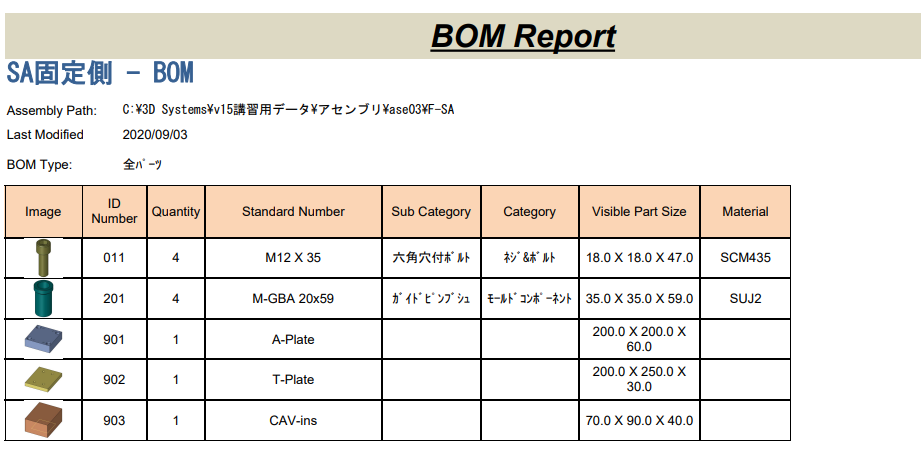 BOM Report
SA固定側 － BOM
Assembly Path: C:¥3D Systems¥v15講習用データ¥アセンブリ¥ase03¥F-SA
Last Modified 2020/09/03
BOM Type: 全ﾊﾟｰﾂ
Image ID Number Quantity Standard Number Sub Category Category Visible Part Size Material
011 4 M12 X 35 六角穴付ﾎﾞﾙﾄ ﾈｼﾞ&ﾎﾞﾙﾄ 18.0 X 18.0 X 47.0 SCM435
201 4 M-GBA 20x59 ｶﾞｲﾄﾞﾋﾟﾝﾌﾞｼｭ ﾓｰﾙﾄﾞｺﾝﾎﾟｰﾈﾝﾄ 35.0 X 35.0 X 59.0 SUJ2
901 1 A-Plate 200.0 X 200.0 X 60.0
902 1 T-Plate 200.0 X 250.0 X 30.0
903 1 CAV-ins 70.0 X 90.0 X 40.0